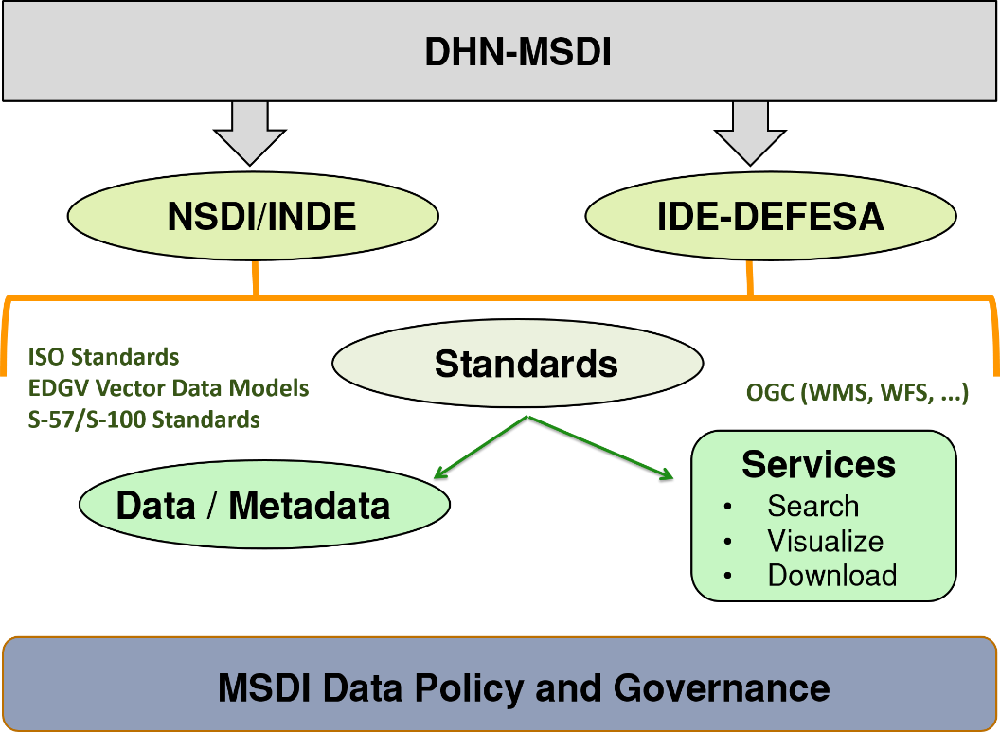 DHN-MSDI
NSDI/INDE
IDE-DEFESA
Standards
ISO Standards
EDGV Vector Data Models
S-57/S-100 Standards
OGC (WMS, WFS, ...)
Data / Metadata
Services
• Search
• Visualize
• Download
MSDI Data Policy and Governance